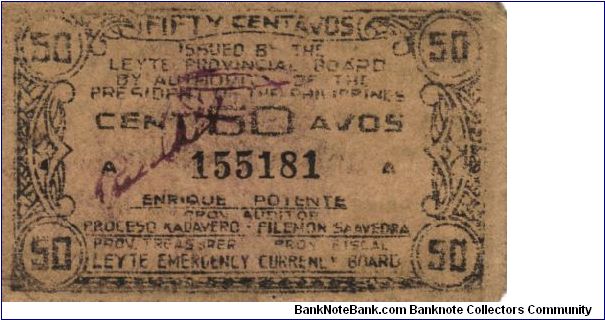 FIFTY CENTAVOS
50 50
ISSUED BY THE
LEYTE PROVINCIAL BOARD
BY AUTHORITY OF THE
PRESIDENT OF THE PHILIPPINES
CENT 50 AVOS
A 155181 A
ENRIQUE POTENTE
PROV. AUDITOR
PROCESO KADAVERO - FILEMON SAAVEDRA
PROV. TREASURER PROV. FISCAL
50 LEYTE EMERGENCY CURRENCY BOARD 50
BankNoteBank.com Banknote Collectors Community